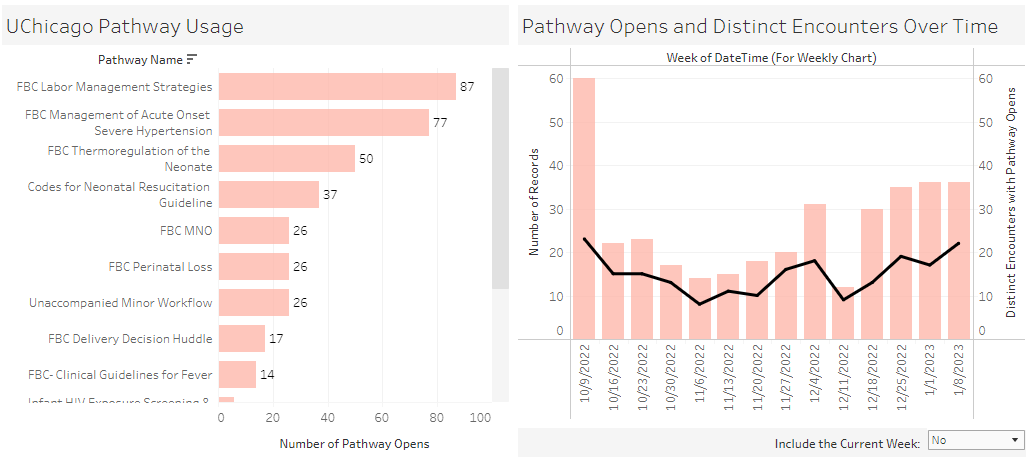 UChicago Pathway Usage
Pathway Name
FBC Labor Management Strategies
87
FBC Management of Acute Onset
Severe Hypertension
77
FBC Thermoregulation of the
Neonate
50
Codes for Neonatal Resucitation
Guideline
37
FBC MNO
26
FBC Perinatal Loss
26
Unaccompanied Minor Workflow
26
FBC Delivery Decision Huddle
17
FBC- Clinical Guidelines for Fever
14
Infant HIV Exposure Screening &
0 20 40 60 80 100
Number of Pathway Opens
Pathway Opens and Distinct Encounters Over Time
Week of DateTime (For Weekly Chart)
Number of Records
60
50
40
30
20
10
0
60
50
40
30
20
10
0
Distinct Encounters with Pathway Opens
10/9/2022
10/16/2022
10/23/2022
10/30/2022
11/6/2022
11/13/2022
11/20/2022
11/27/2022
12/4/2022
12/11/2022
12/18/2022
12/25/2022
1/1/2023
1/8/2023
Include the Current Week: No